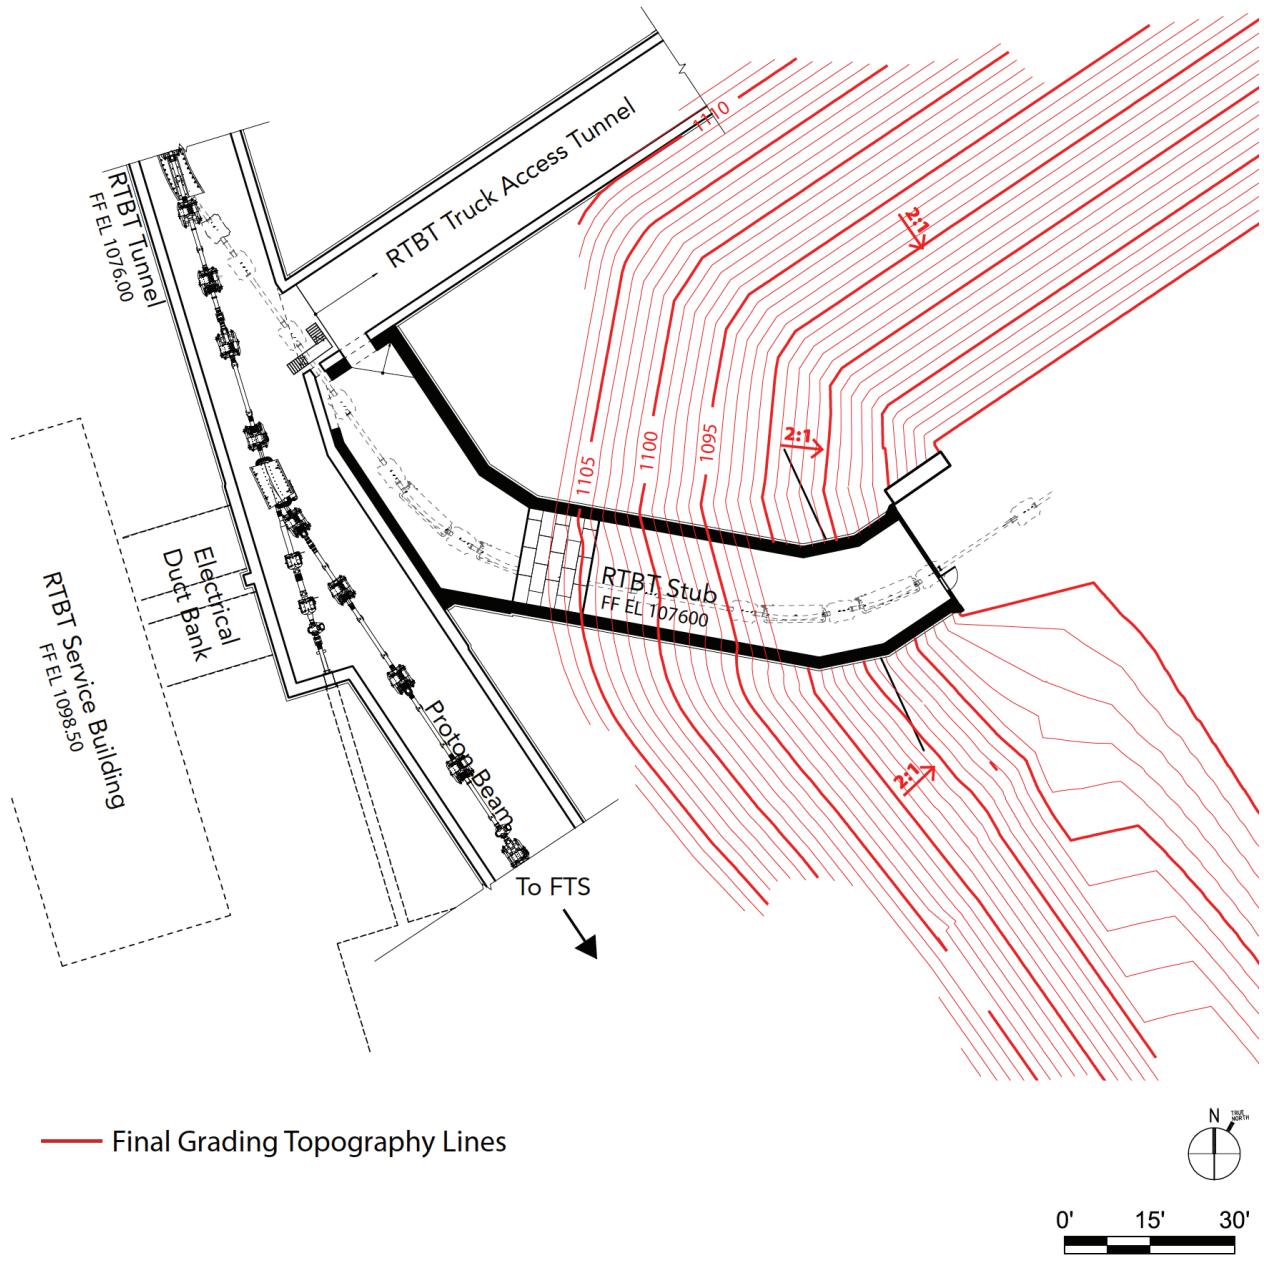 1110
RTBT Truck Access Tunnel
RTBT Tunnel
FF EL 1076.00
2:1
2:1
1105
1100
1095
Electrical
Duct Bank
RTBT Stub
FF EL 107600
RTBT Service Building
FF EL 1098.50
Proton Beam
2:1
To FTS
Final Grading Topography Lines
N
TRUE
NORTH
0' 15' 30'